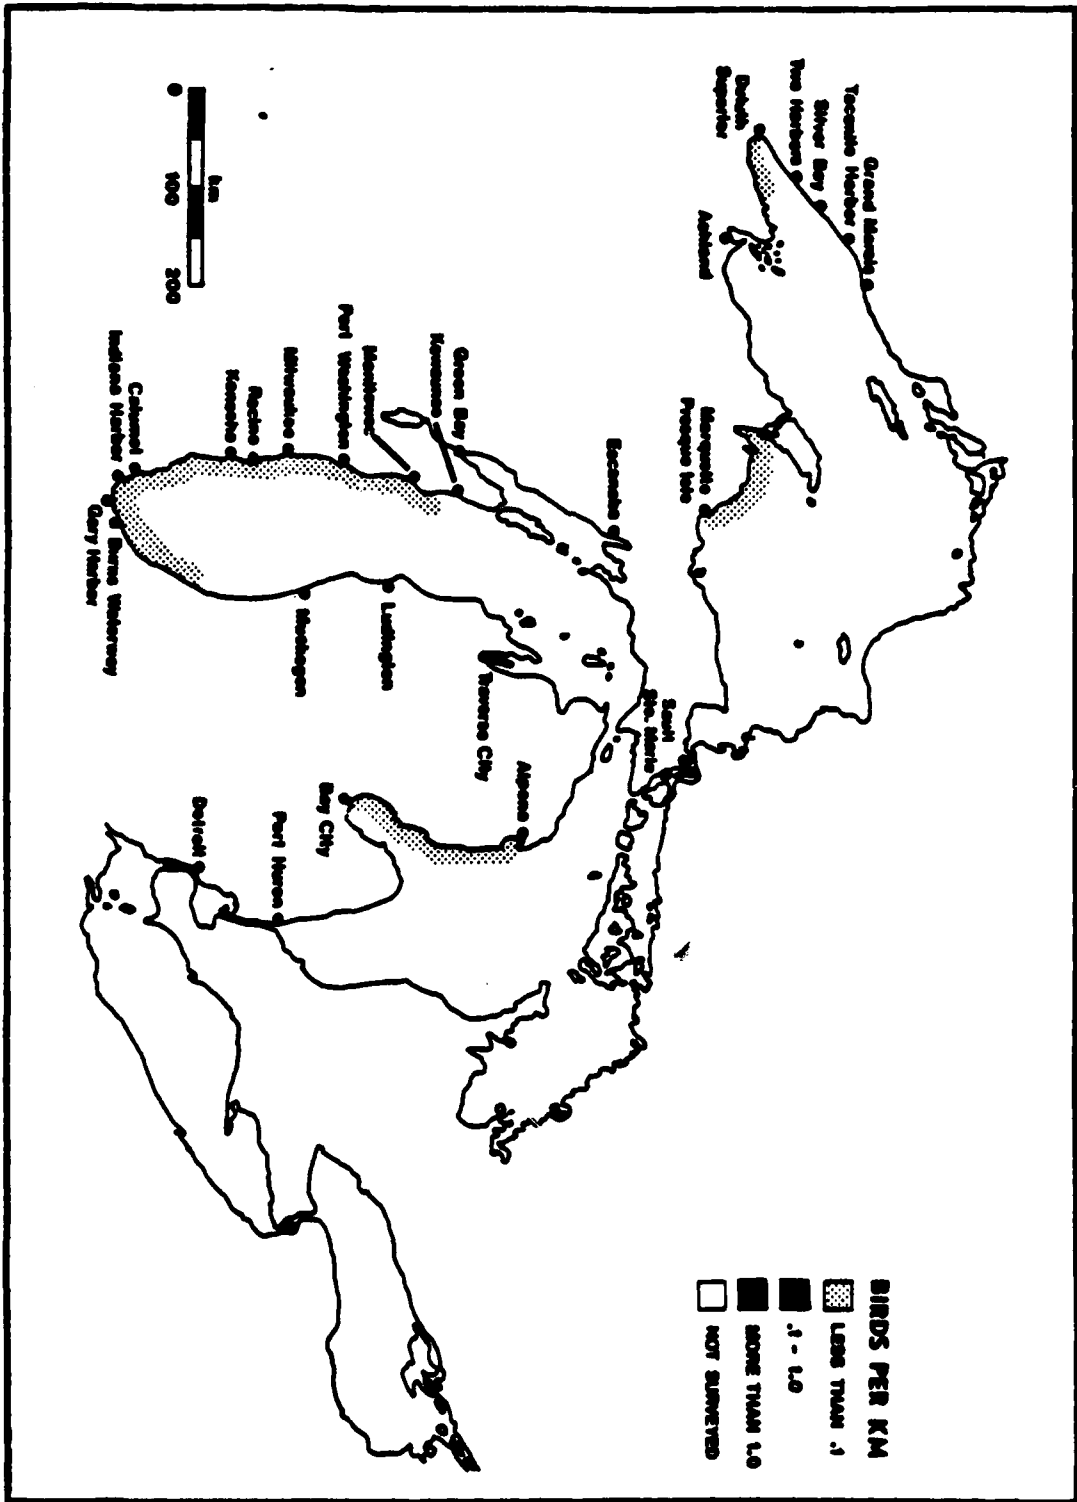 BIRDS PER KM
LESS THAN .1
.1 - 1.0
MORE THAN 1.0
NOT SURVEYED
Grand Marais
Taconite Harbor
Silver Bay
Two Harbors
Duluth
Superior
Ashland
Marquette
Presque Isle
Sault
Ste. Marie
Escanaba
Green Bay
Kewaunee
Manitowoc
Port Washington
Milwaukee
Racine
Kenosha
Calumet
Indiana Harbor
Gary Harbor
Burns Waterway
Muskegon
Ludington
Traverse City
Alpena
Bay City
Port Huron
Detroit
km
0 100 200